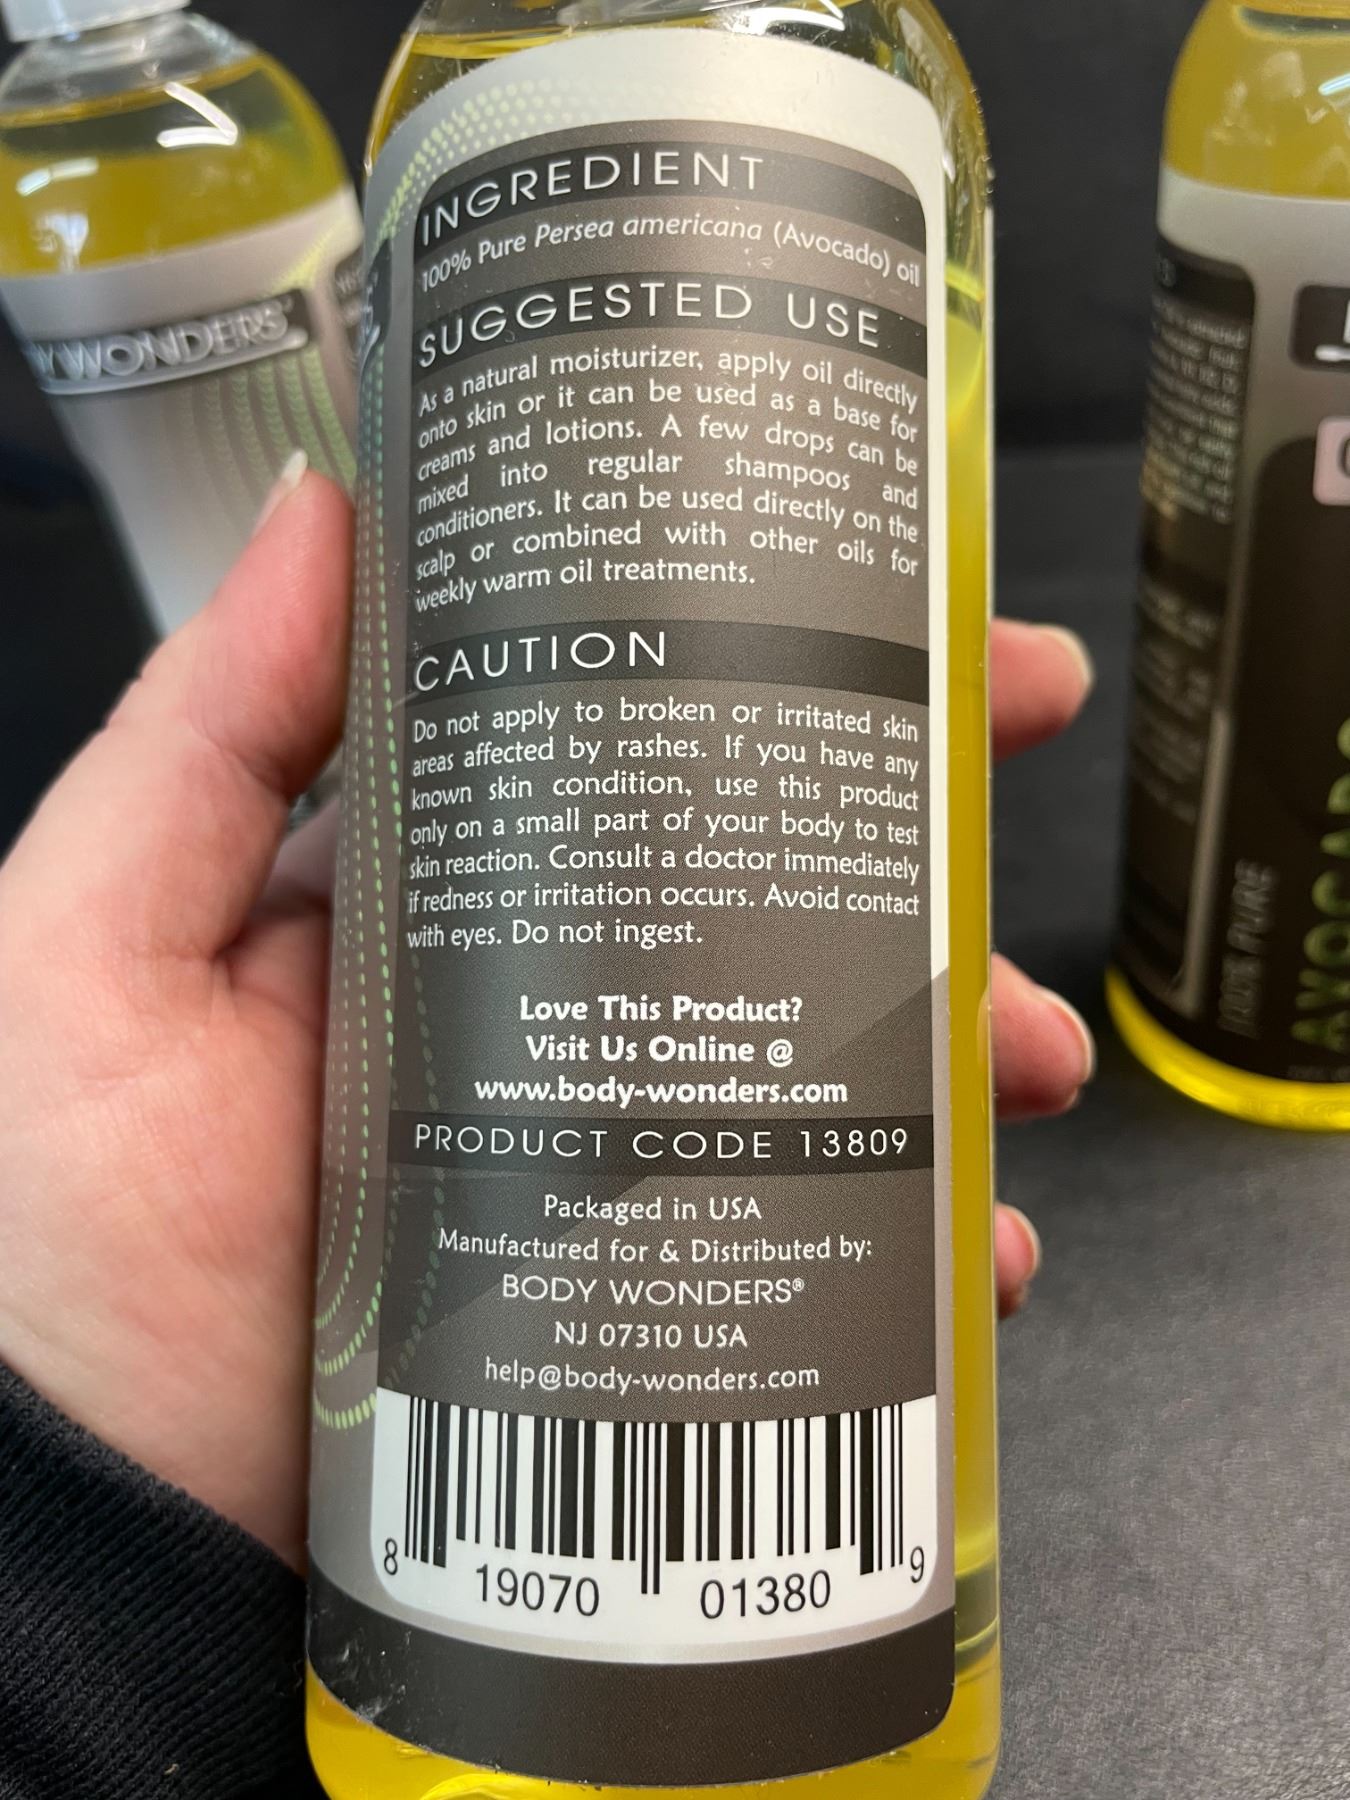 INGREDIENT
100% Pure Persea americana (Avocado) oil
SUGGESTED USE
As a natural moisturizer, apply oil directly
onto skin or it can be used as a base for
creams and lotions. A few drops can be
mixed into regular shampoos and
conditioners. It can be used directly on the
scalp or combined with other oils for
weekly warm oil treatments.
CAUTION
Do not apply to broken or irritated skin
areas affected by rashes. If you have any
known skin condition, use this product
only on a small part of your body to test
skin reaction. Consult a doctor immediately
if redness or irritation occurs. Avoid contact
with eyes. Do not ingest.
Love This Product?
Visit Us Online @
www.body-wonders.com
PRODUCT CODE 13809
Packaged in USA
Manufactured for & Distributed by:
BODY WONDERS®
NJ 07310 USA
help@body-wonders.com
8 19070 01380 9
Y WONDERS
100% PURE
AVOCADO